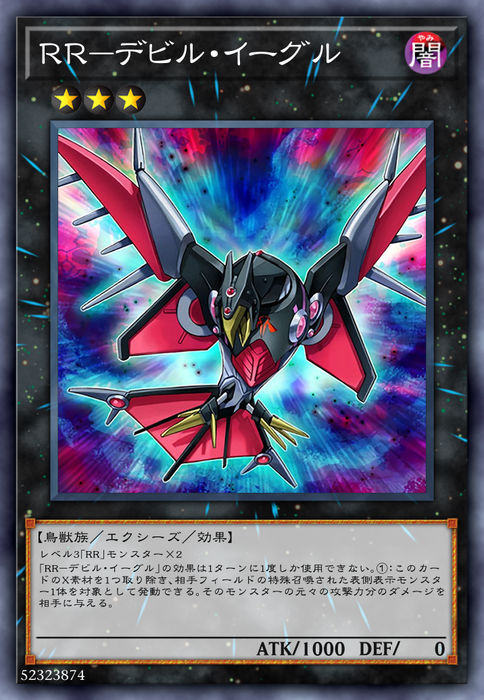 RR－デビル・イーグル
やみ
闇
【鳥獣族／エクシーズ／効果】
レベル3「RR」モンスター×2
「RR－デビル・イーグル」の効果は1ターンに1度しか使用できない。①：このカー
ドのX素材を1つ取り除き、相手フィールドの特殊召喚された表側表示モンスタ
ー1体を対象として発動できる。そのモンスターの元々の攻撃力分のダメージを
相手に与える。
ATK/1000 DEF/ 0
52323874